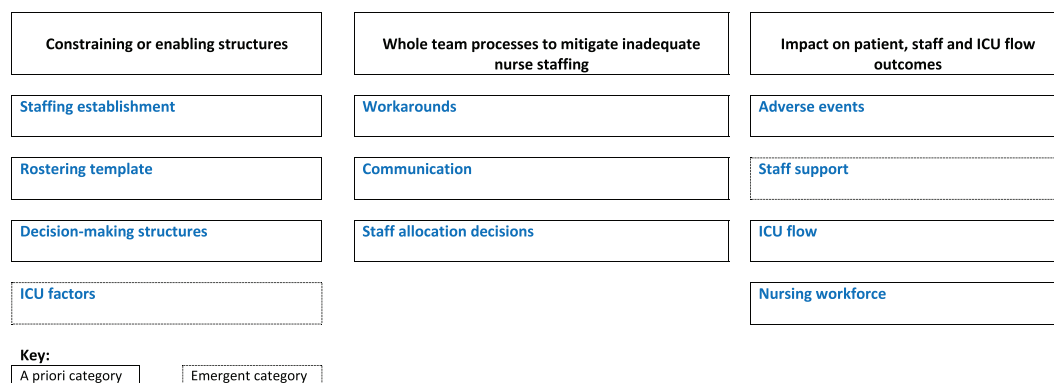 Constraining or enabling structures
Whole team processes to mitigate inadequate
nurse staffing
Impact on patient, staff and ICU flow
outcomes
Staffing establishment
Workarounds
Adverse events
Rostering template
Communication
Staff support
Decision-making structures
Staff allocation decisions
ICU flow
ICU factors
Nursing workforce
Key:
A priori category
Emergent category